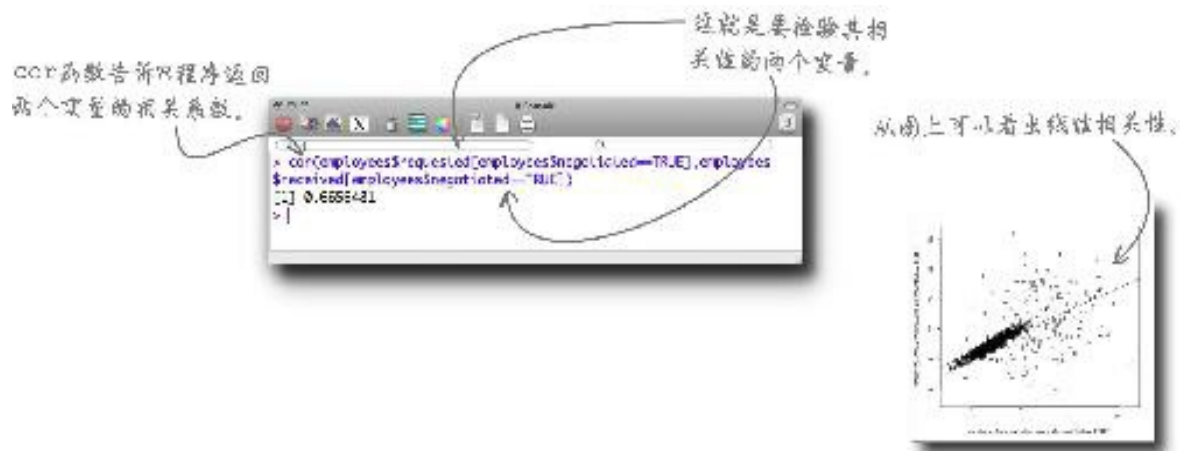 这就是要检验其相
关性的两个变量。
cor函数告诉R程序返回
两个变量的相关系数。
从图上可以看出线性相关性。
R Console
> cor(employees$requested[employees$negotiated==TRUE],employees
$received[employees$negotiated==TRUE])
[1] 0.6656481
>